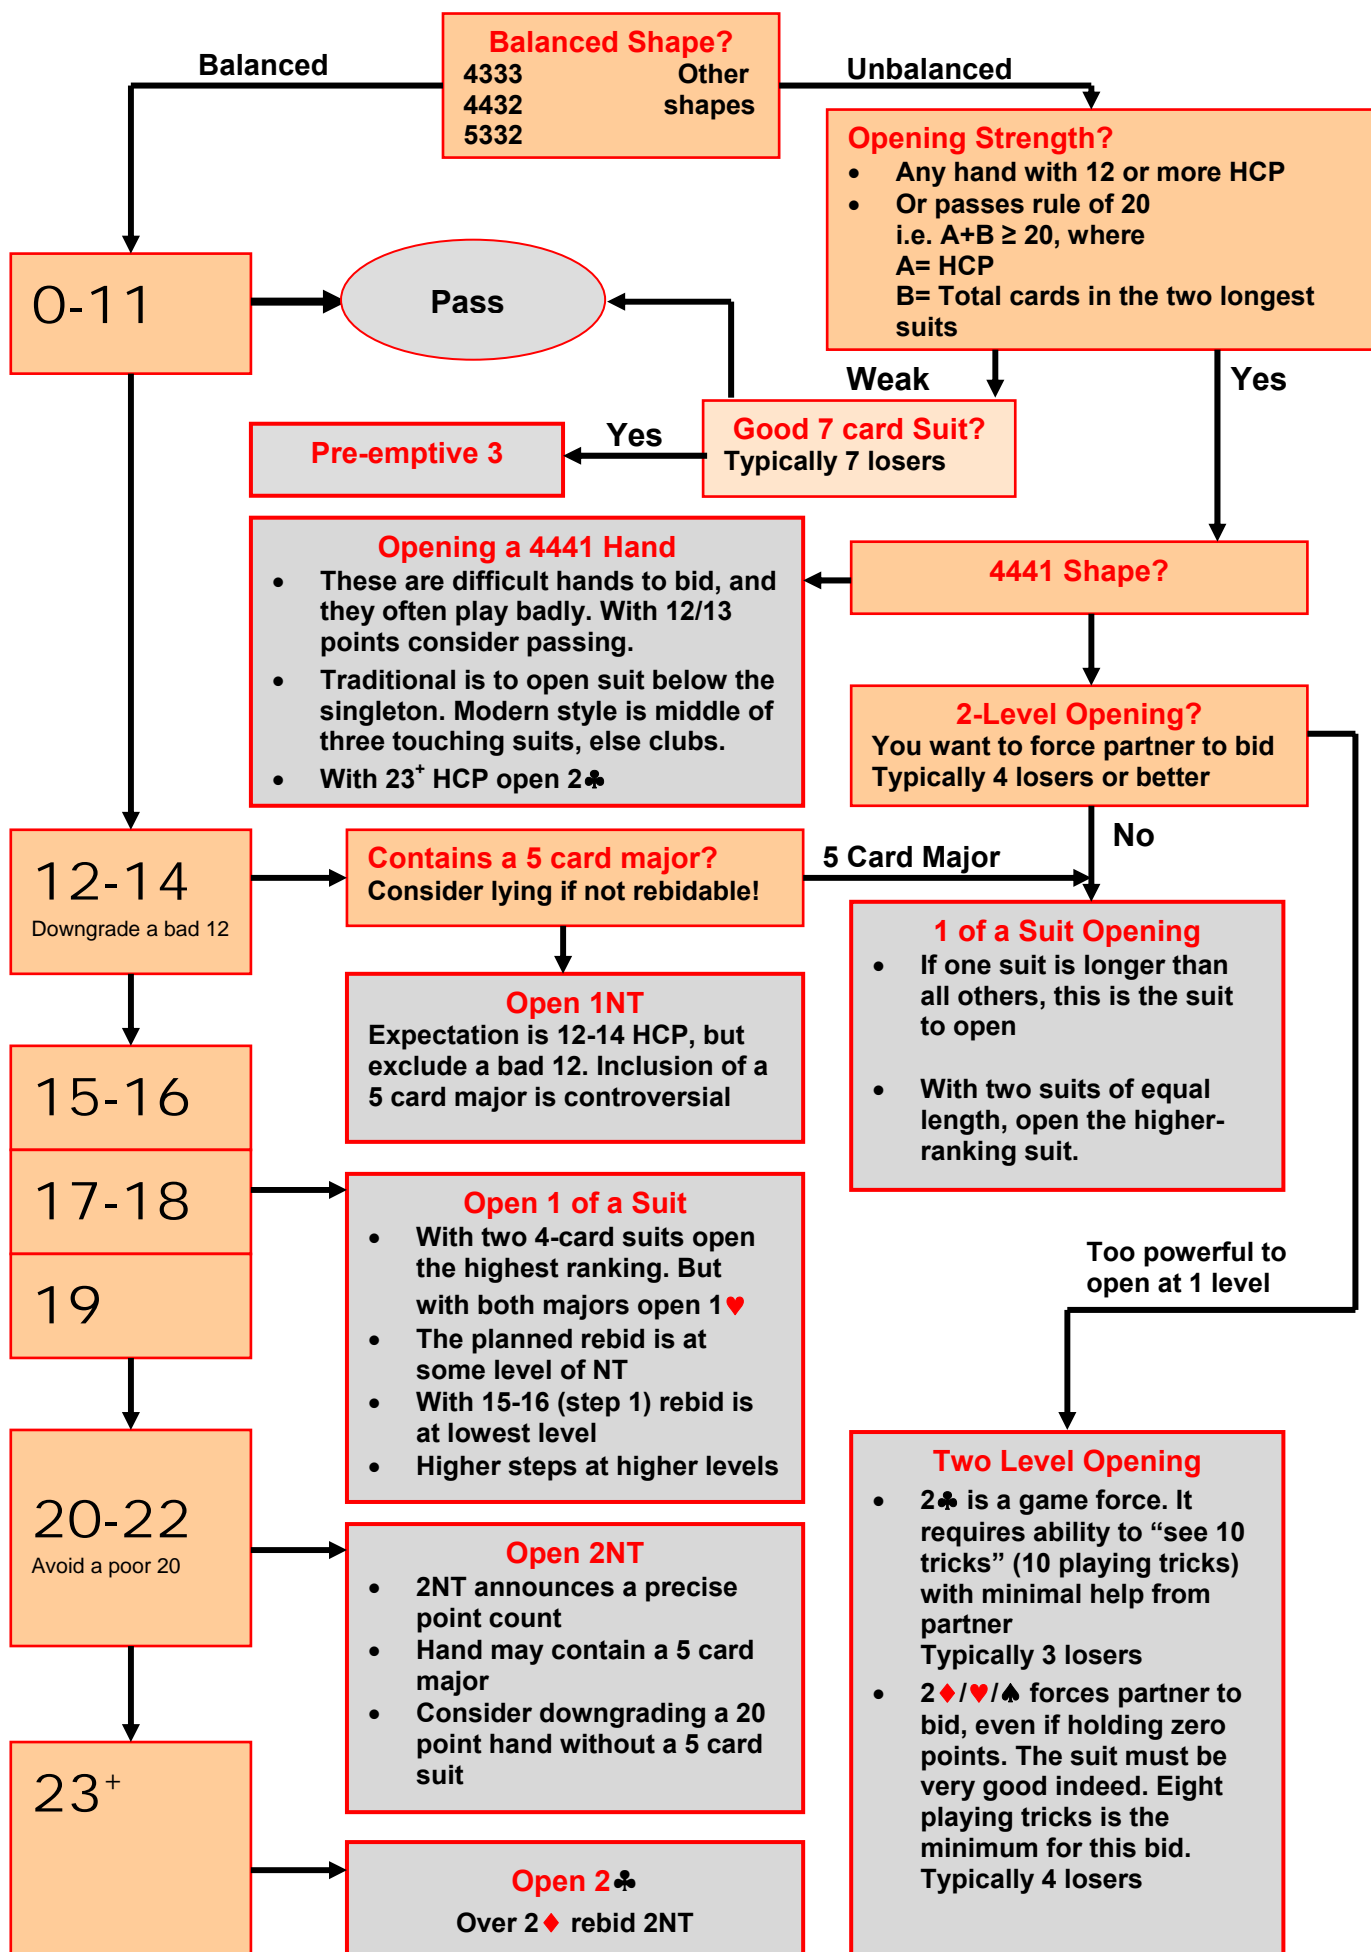 Balanced Shape?
4333 Other
4432 shapes
5332
Balanced
Unbalanced
Opening Strength?
• Any hand with 12 or more HCP
• Or passes rule of 20
i.e. A+B ≥ 20, where
A= HCP
B= Total cards in the two longest
suits
0-11
Pass
Weak
Yes
Good 7 card Suit?
Typically 7 losers
Yes
Pre-emptive 3
Opening a 4441 Hand
• These are difficult hands to bid, and
they often play badly. With 12/13
points consider passing.
• Traditional is to open suit below the
singleton. Modern style is middle of
three touching suits, else clubs.
• With 23⁺ HCP open 2♣
4441 Shape?
2-Level Opening?
You want to force partner to bid
Typically 4 losers or better
No
12-14
Downgrade a bad 12
Contains a 5 card major?
Consider lying if not rebidable!
5 Card Major
1 of a Suit Opening
• If one suit is longer than
all others, this is the suit
to open
• With two suits of equal
length, open the higher-
ranking suit.
Open 1NT
Expectation is 12-14 HCP, but
exclude a bad 12. Inclusion of a
5 card major is controversial
15-16
17-18
19
Open 1 of a Suit
• With two 4-card suits open
the highest ranking. But
with both majors open 1♥
• The planned rebid is at
some level of NT
• With 15-16 (step 1) rebid is
at lowest level
• Higher steps at higher levels
Too powerful to
open at 1 level
20-22
Avoid a poor 20
Open 2NT
• 2NT announces a precise
point count
• Hand may contain a 5 card
major
• Consider downgrading a 20
point hand without a 5 card
suit
Two Level Opening
• 2♣ is a game force. It
requires ability to “see 10
tricks” (10 playing tricks)
with minimal help from
partner
Typically 3 losers
• 2♦/♥/♠ forces partner to
bid, even if holding zero
points. The suit must be
very good indeed. Eight
playing tricks is the
minimum for this bid.
Typically 4 losers
23⁺
Open 2♣
Over 2♦ rebid 2NT